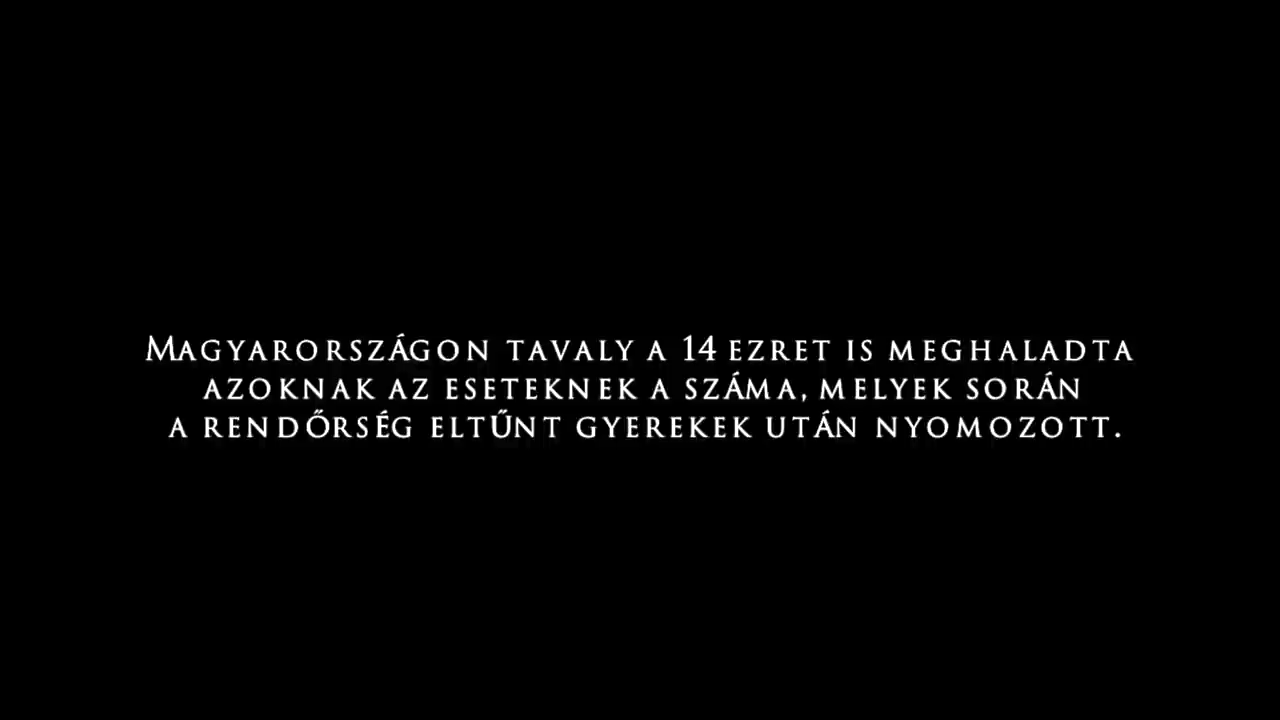 Magyarországon tavaly a 14 ezret is meghaladta
azoknak az eseteknek a száma, melyek során
a rendőrség eltűnt gyerekek után nyomozott.